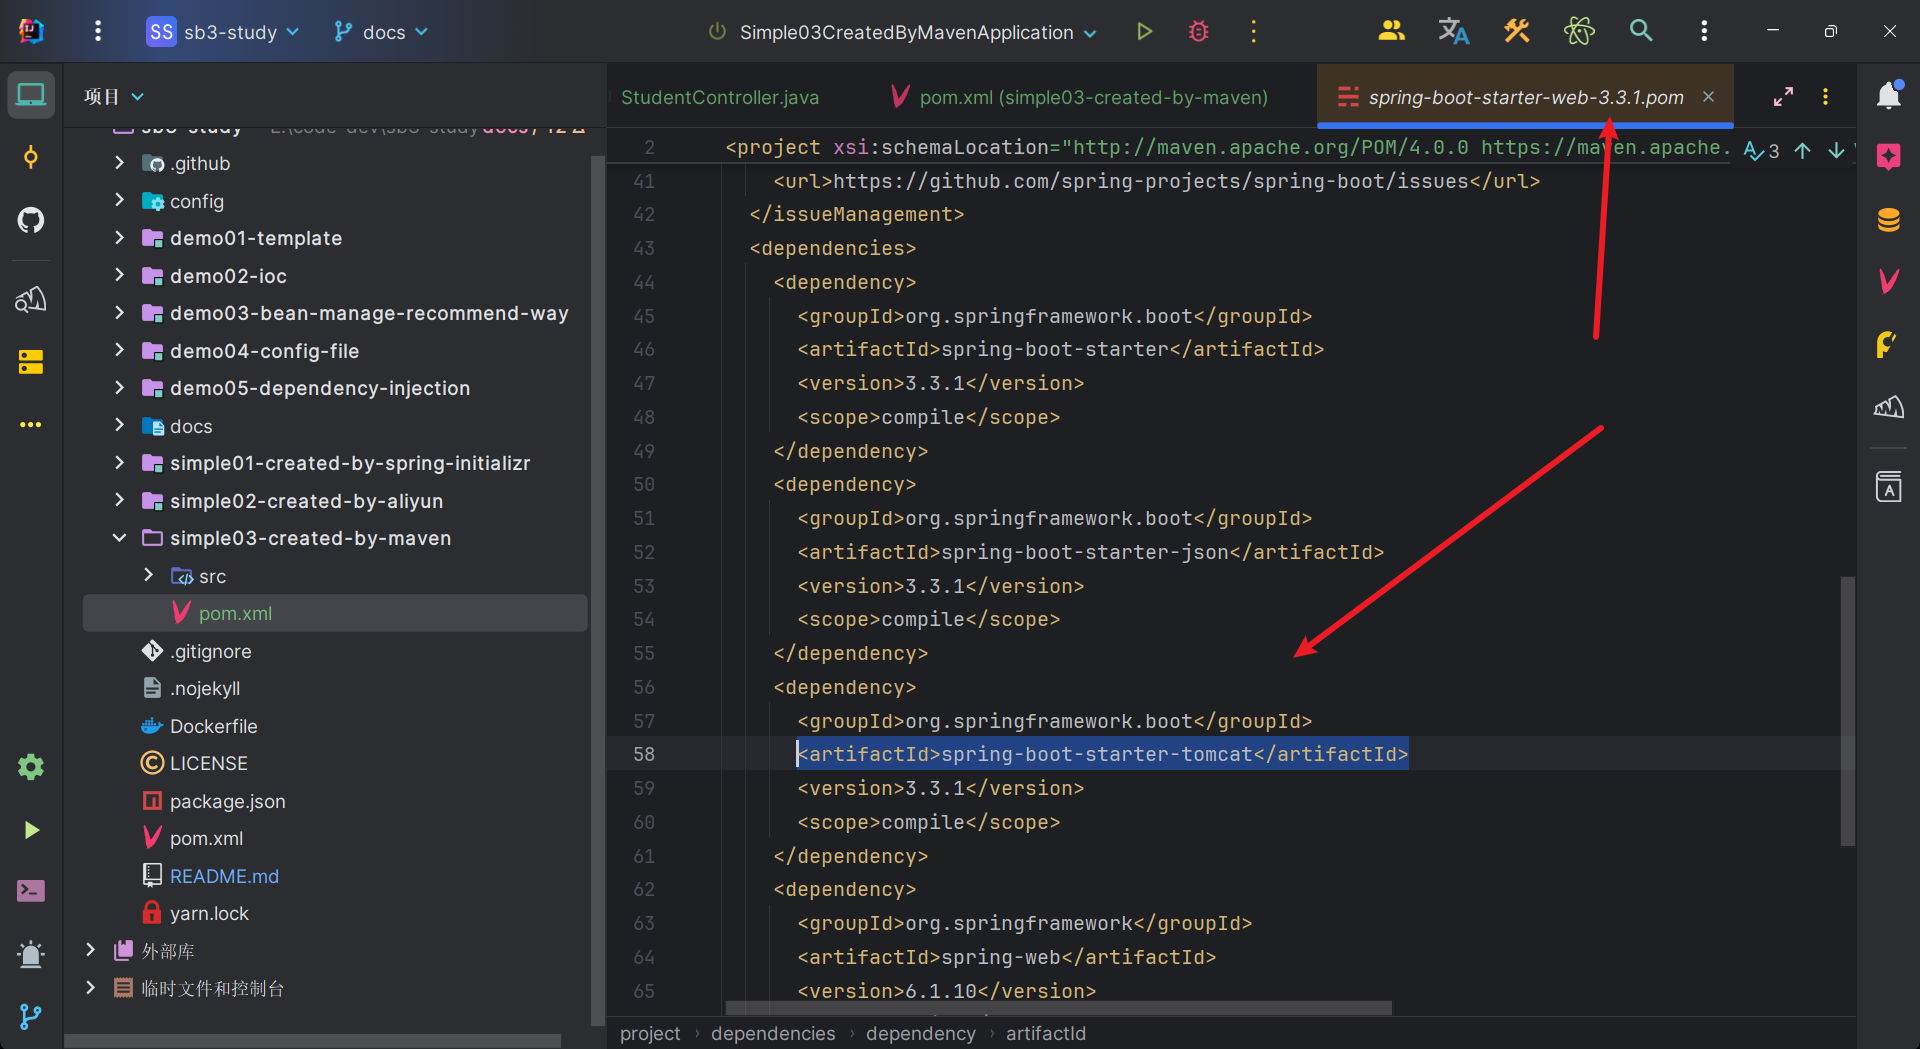 SS sb3-study
docs
Simple03CreatedByMavenApplication
项目
sb3-study
.github
config
demo01-template
demo02-ioc
demo03-bean-manage-recommend-way
demo04-config-file
demo05-dependency-injection
docs
simple01-created-by-spring-initializr
simple02-created-by-aliyun
simple03-created-by-maven
src
pom.xml
.gitignore
.nojekyll
Dockerfile
LICENSE
package.json
pom.xml
README.md
yarn.lock
外部库
临时文件和控制台
StudentController.java
pom.xml (simple03-created-by-maven)
spring-boot-starter-web-3.3.1.pom
2 <project xsi:schemaLocation="http://maven.apache.org/POM/4.0.0 https://maven.apache.
3
41 <url>https://github.com/spring-projects/spring-boot/issues</url>
42 </issueManagement>
43 <dependencies>
44 <dependency>
45 <groupId>org.springframework.boot</groupId>
46 <artifactId>spring-boot-starter</artifactId>
47 <version>3.3.1</version>
48 <scope>compile</scope>
49 </dependency>
50 <dependency>
51 <groupId>org.springframework.boot</groupId>
52 <artifactId>spring-boot-starter-json</artifactId>
53 <version>3.3.1</version>
54 <scope>compile</scope>
55 </dependency>
56 <dependency>
57 <groupId>org.springframework.boot</groupId>
58 <artifactId>spring-boot-starter-tomcat</artifactId>
59 <version>3.3.1</version>
60 <scope>compile</scope>
61 </dependency>
62 <dependency>
63 <groupId>org.springframework</groupId>
64 <artifactId>spring-web</artifactId>
65 <version>6.1.10</version>
project › dependencies › dependency › artifactId